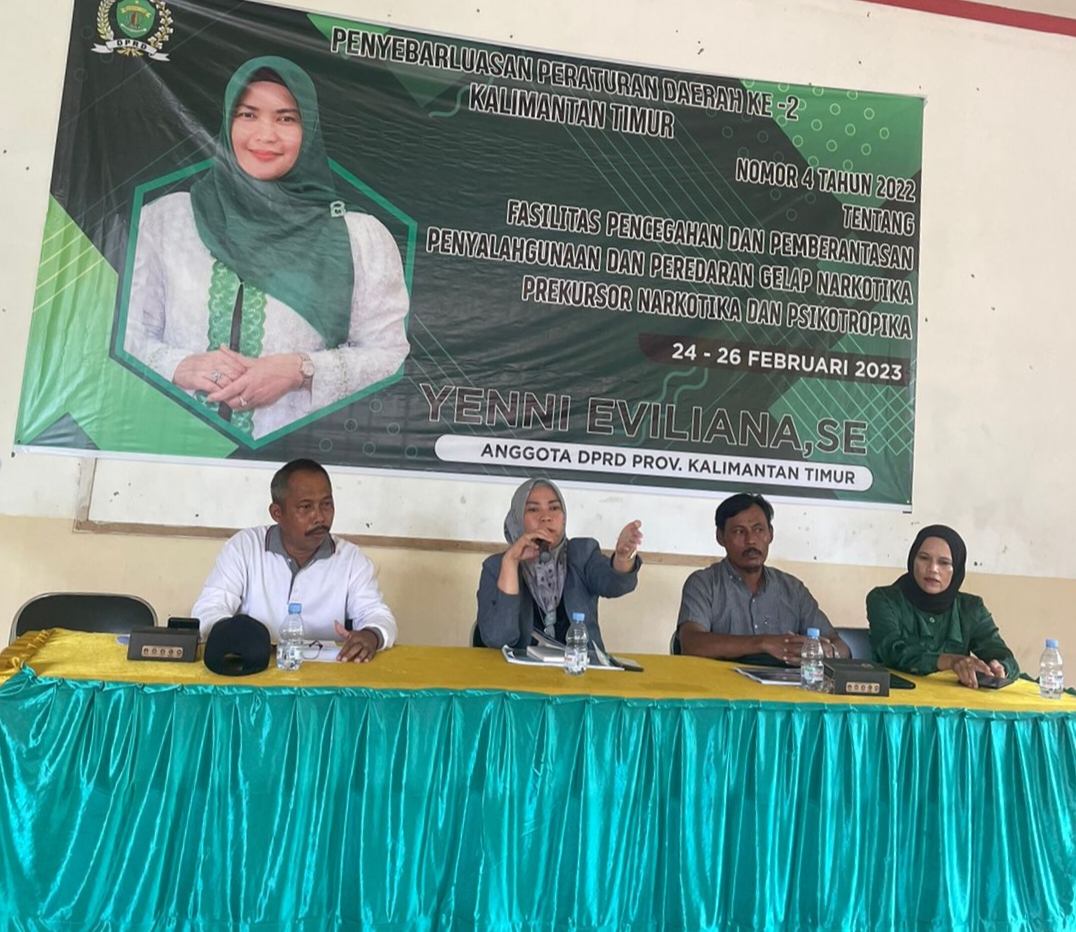 DPRD
PENYEBARLUASAN PERATURAN DAERAH KE -2
KALIMANTAN TIMUR
NOMOR 4 TAHUN 2022
TENTANG
FASILITAS PENCEGAHAN DAN PEMBERANTASAN
PENYALAHGUNAAN DAN PEREDARAN GELAP NARKOTIKA
PREKURSOR NARKOTIKA DAN PSIKOTROPIKA
24 - 26 FEBRUARI 2023
YENNI EVILIANA,SE
ANGGOTA DPRD PROV. KALIMANTAN TIMUR